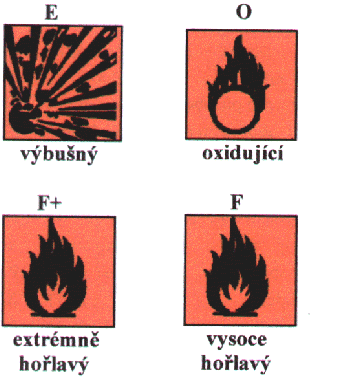 E
O
výbušný
oxidující
F+
F
extrémně
hořlavý
vysoce
hořlavý